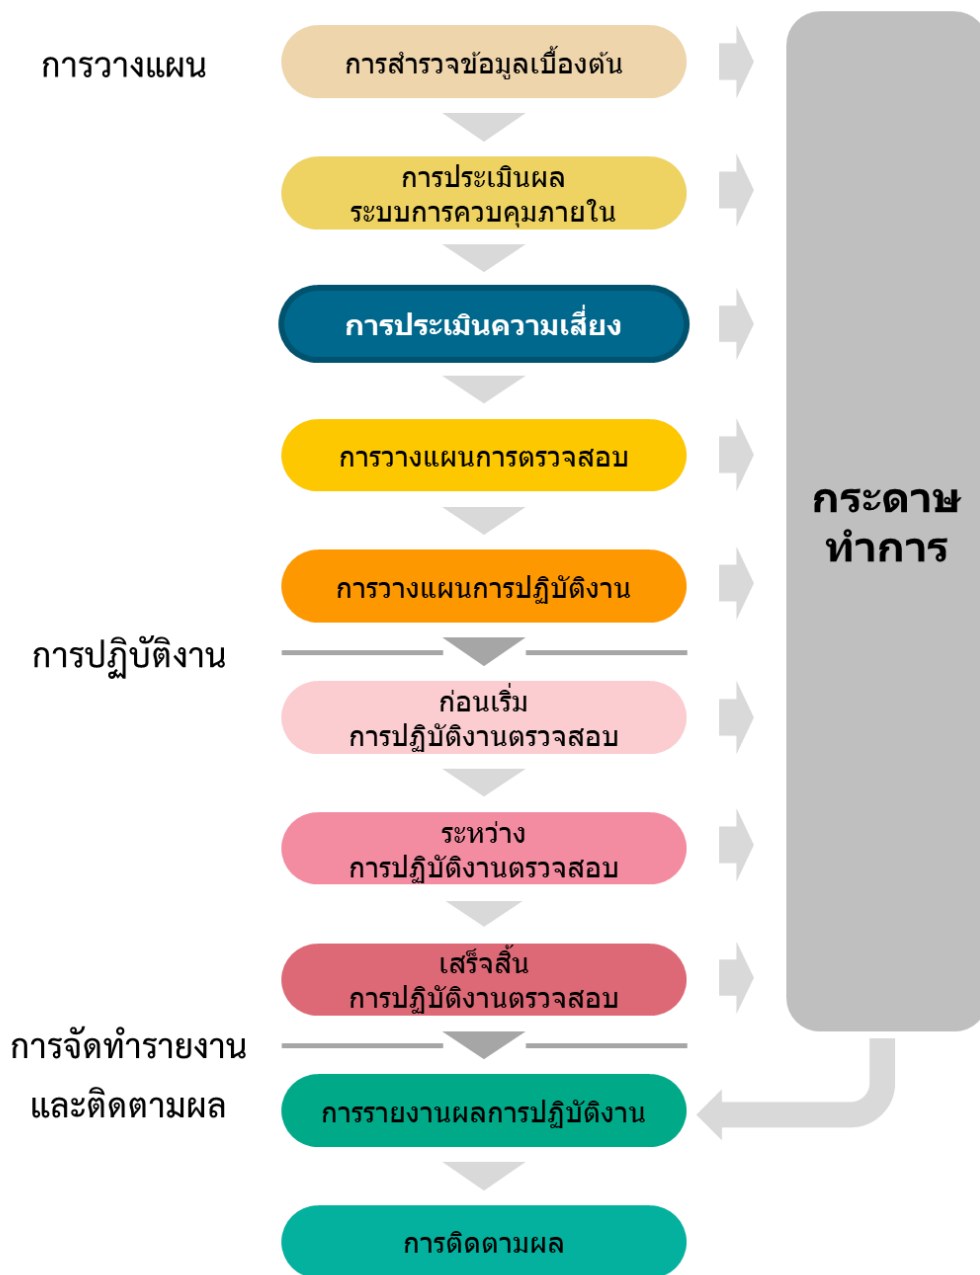 การวางแผน
การสำรวจข้อมูลเบื้องต้น
การประเมินผล
ระบบการควบคุมภายใน
การประเมินความเสี่ยง
การวางแผนการตรวจสอบ
กระดาษ
ทำการ
การวางแผนการปฏิบัติงาน
การปฏิบัติงาน
ก่อนเริ่ม
การปฏิบัติงานตรวจสอบ
ระหว่าง
การปฏิบัติงานตรวจสอบ
เสร็จสิ้น
การปฏิบัติงานตรวจสอบ
การจัดทำรายงาน
และติดตามผล
การรายงานผลการปฏิบัติงาน
การติดตามผล